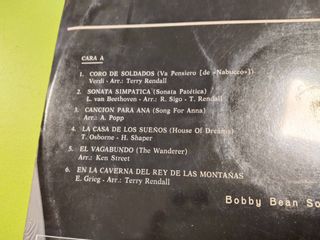 CARA A
1. CORO DE SOLDADOS (Va Pensiero [de «Nabucco»])
Verdi - Arr.: Terry Rendall
2. SONATA SIMPATICA (Sonata Patética)
L. van Beethoven - Arr.: R. Sigo - T. Rendall
3. CANCION PARA ANA (Song For Anna)
Arr.: A. Popp
4. LA CASA DE LOS SUENOS (House Of Dreams)
T. Osborne - H. Shaper
5. EL VAGABUNDO (The Wanderer)
Arr.: Ken Street
6. EN LA CAVERNA DEL REY DE LAS MONTAÑAS
E. Grieg - Arr.: Terry Rendall
Bobby Bean So